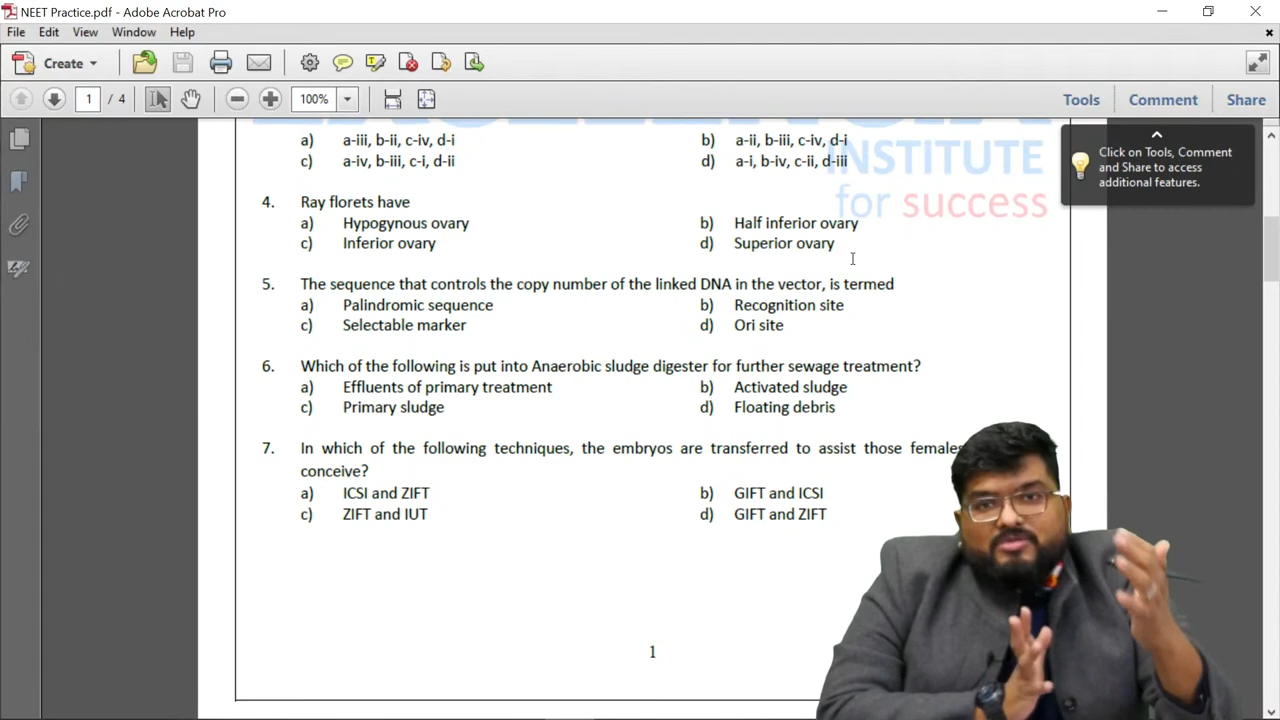 NEET Practice.pdf - Adobe Acrobat Pro
File Edit View Window Help
Create
1 / 4 100% Tools Comment Share
Click on Tools, Comment
and Share to access
additional features.
a) a-iii, b-ii, c-iv, d-i b) a-ii, b-iii, c-iv, d-i
c) a-iv, b-iii, c-i, d-ii d) a-i, b-iv, c-ii, d-iii
INSTITUTE
for success
4. Ray florets have
a) Hypogynous ovary b) Half inferior ovary
c) Inferior ovary d) Superior ovary
5. The sequence that controls the copy number of the linked DNA in the vector, is termed
a) Palindromic sequence b) Recognition site
c) Selectable marker d) Ori site
6. Which of the following is put into Anaerobic sludge digester for further sewage treatment?
a) Effluents of primary treatment b) Activated sludge
c) Primary sludge d) Floating debris
7. In which of the following techniques, the embryos are transferred to assist those females
conceive?
a) ICSI and ZIFT b) GIFT and ICSI
c) ZIFT and IUT d) GIFT and ZIFT
1